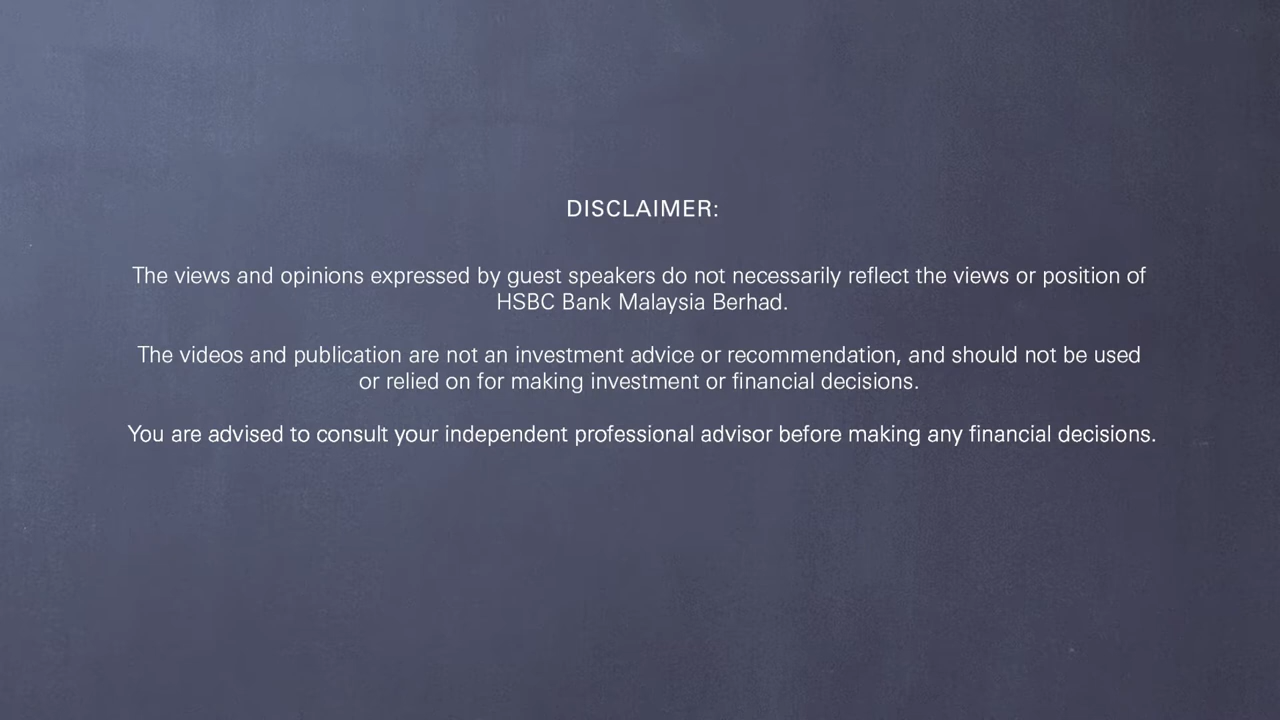 DISCLAIMER:
The views and opinions expressed by guest speakers do not necessarily reflect the views or position of
HSBC Bank Malaysia Berhad.
The videos and publication are not an investment advice or recommendation, and should not be used
or relied on for making investment or financial decisions.
You are advised to consult your independent professional advisor before making any financial decisions.